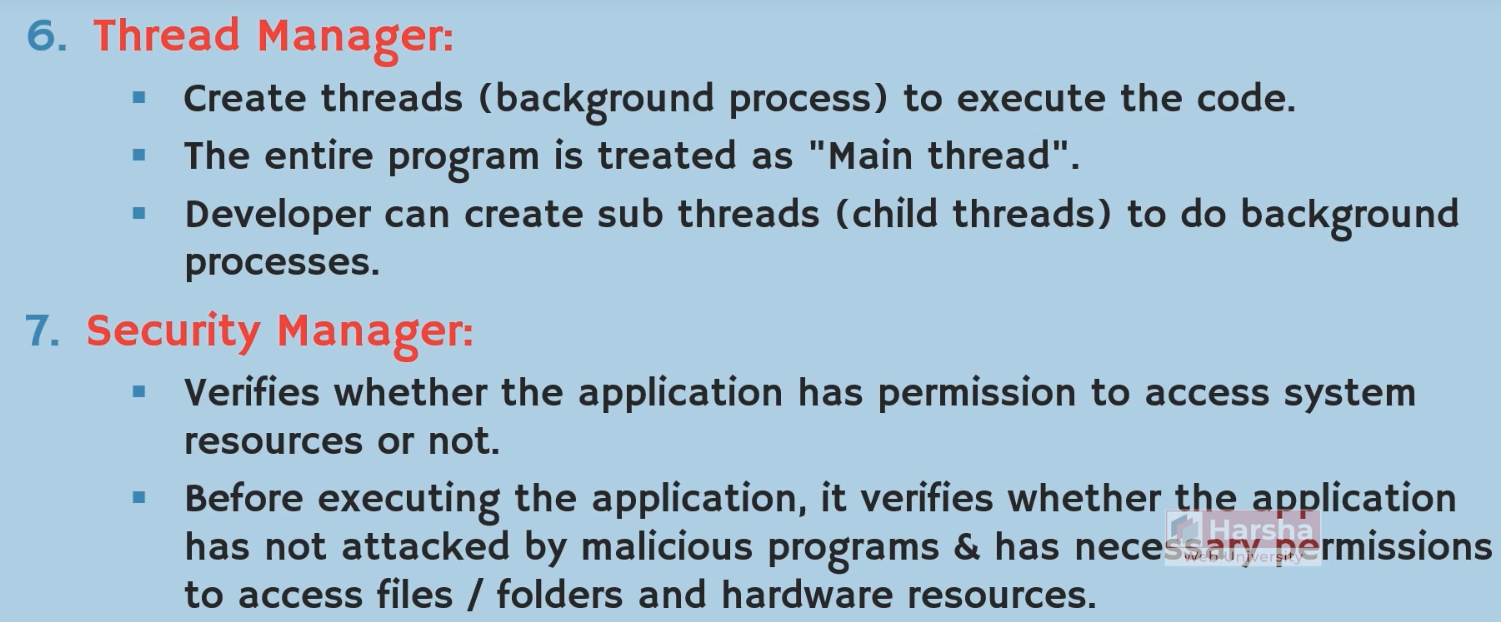 6. Thread Manager:
▪ Create threads (background process) to execute the code.
▪ The entire program is treated as "Main thread".
▪ Developer can create sub threads (child threads) to do background
processes.
7. Security Manager:
▪ Verifies whether the application has permission to access system
resources or not.
▪ Before executing the application, it verifies whether the application
has not attacked by malicious programs & has necessary permissions
to access files / folders and hardware resources.
Harsha
Web University